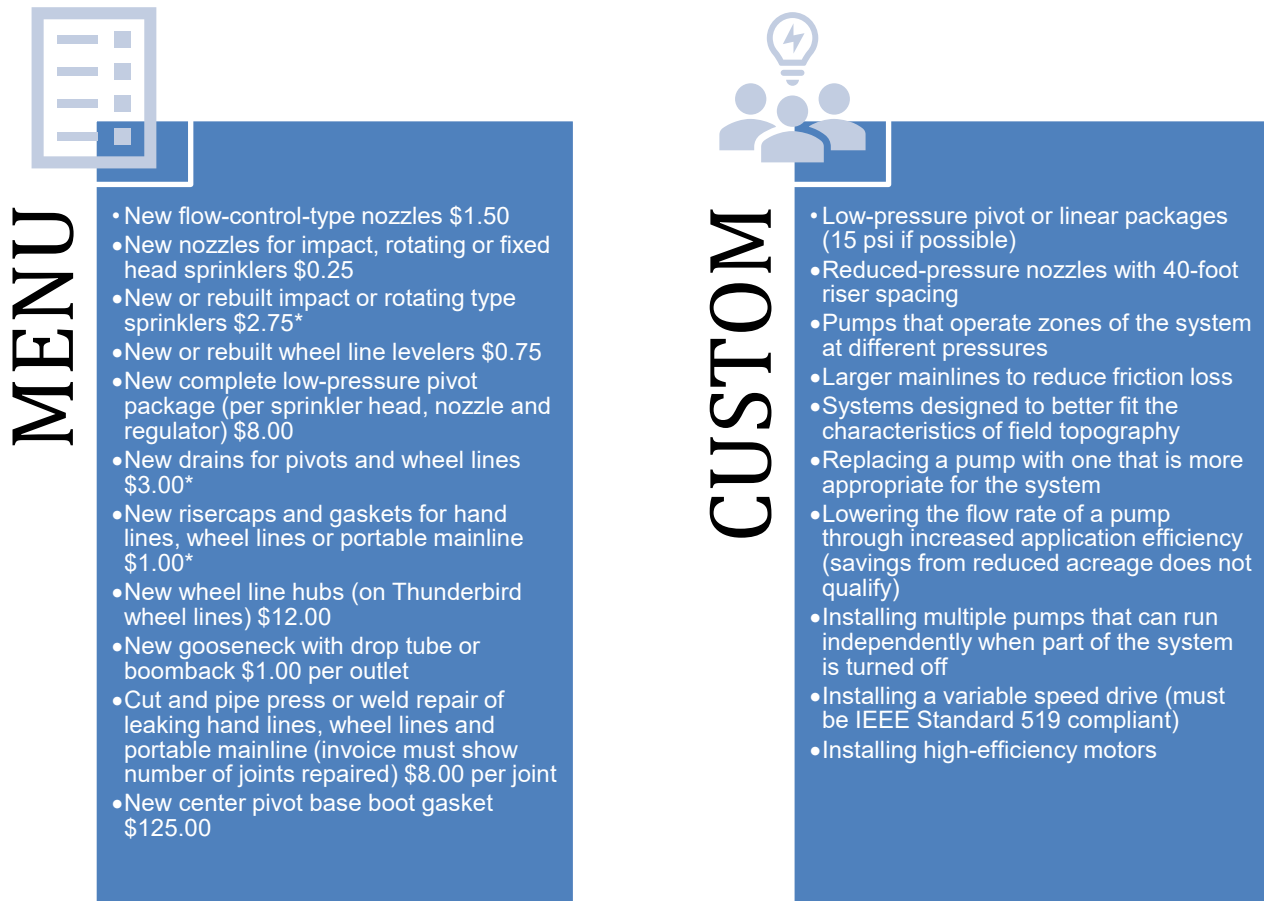 MENU
• New flow-control-type nozzles $1.50
•New nozzles for impact, rotating or fixed
head sprinklers $0.25
•New or rebuilt impact or rotating type
sprinklers $2.75*
•New or rebuilt wheel line levelers $0.75
•New complete low-pressure pivot
package (per sprinkler head, nozzle and
regulator) $8.00
•New drains for pivots and wheel lines
$3.00*
•New risercaps and gaskets for hand
lines, wheel lines or portable mainline
$1.00*
•New wheel line hubs (on Thunderbird
wheel lines) $12.00
•New gooseneck with drop tube or
boomback $1.00 per outlet
•Cut and pipe press or weld repair of
leaking hand lines, wheel lines and
portable mainline (invoice must show
number of joints repaired) $8.00 per joint
•New center pivot base boot gasket
$125.00
CUSTOM
• Low-pressure pivot or linear packages
(15 psi if possible)
•Reduced-pressure nozzles with 40-foot
riser spacing
•Pumps that operate zones of the system
at different pressures
•Larger mainlines to reduce friction loss
•Systems designed to better fit the
characteristics of field topography
•Replacing a pump with one that is more
appropriate for the system
•Lowering the flow rate of a pump
through increased application efficiency
(savings from reduced acreage does not
qualify)
•Installing multiple pumps that can run
independently when part of the system
is turned off
•Installing a variable speed drive (must
be IEEE Standard 519 compliant)
•Installing high-efficiency motors